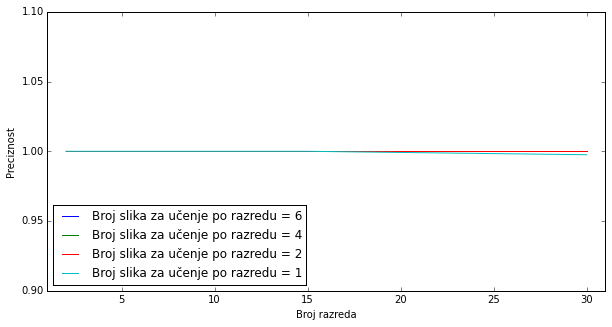 1.10
1.05
1.00
0.95
0.90
Preciznost
Broj slika za učenje po razredu = 6
Broj slika za učenje po razredu = 4
Broj slika za učenje po razredu = 2
Broj slika za učenje po razredu = 1
5 10 15 20 25 30
Broj razreda